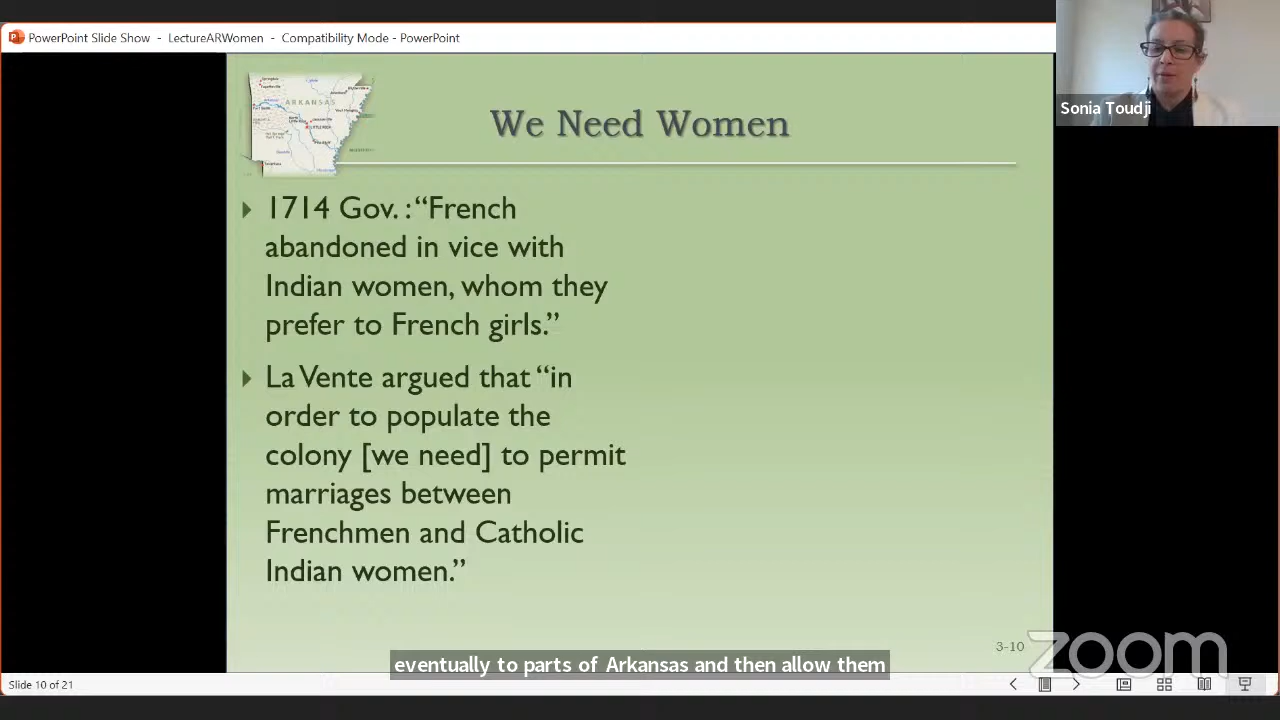 PowerPoint Slide Show - LectureARWomen - Compatibility Mode - PowerPoint
Sonia Toudji
ARKANSAS
LITTLE ROCK
We Need Women
1714 Gov. : “French
abandoned in vice with
Indian women, whom they
prefer to French girls.”
La Vente argued that “in
order to populate the
colony [we need] to permit
marriages between
Frenchmen and Catholic
Indian women.”
3-10
zoom
eventually to parts of Arkansas and then allow them
Slide 10 of 21